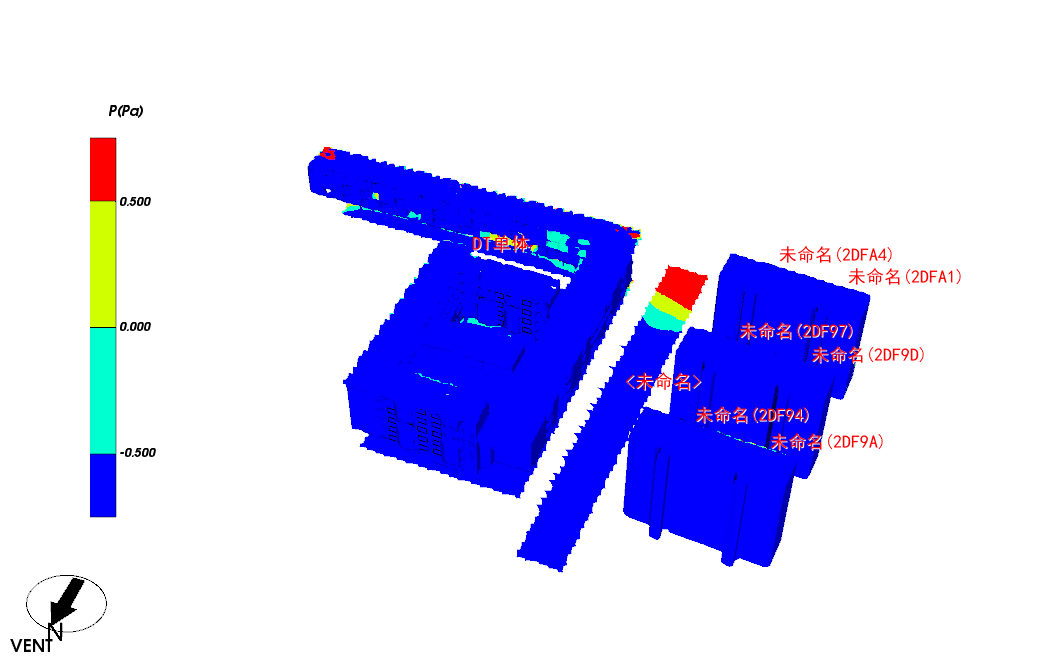 P(Pa)
0.500
0.000
-0.500
DT单体
未命名(2DFA4)
未命名(2DFA1)
未命名(2DF97)
未命名(2DF9D)
<未命名>
未命名(2DF94)
未命名(2DF9A)
N
VENT